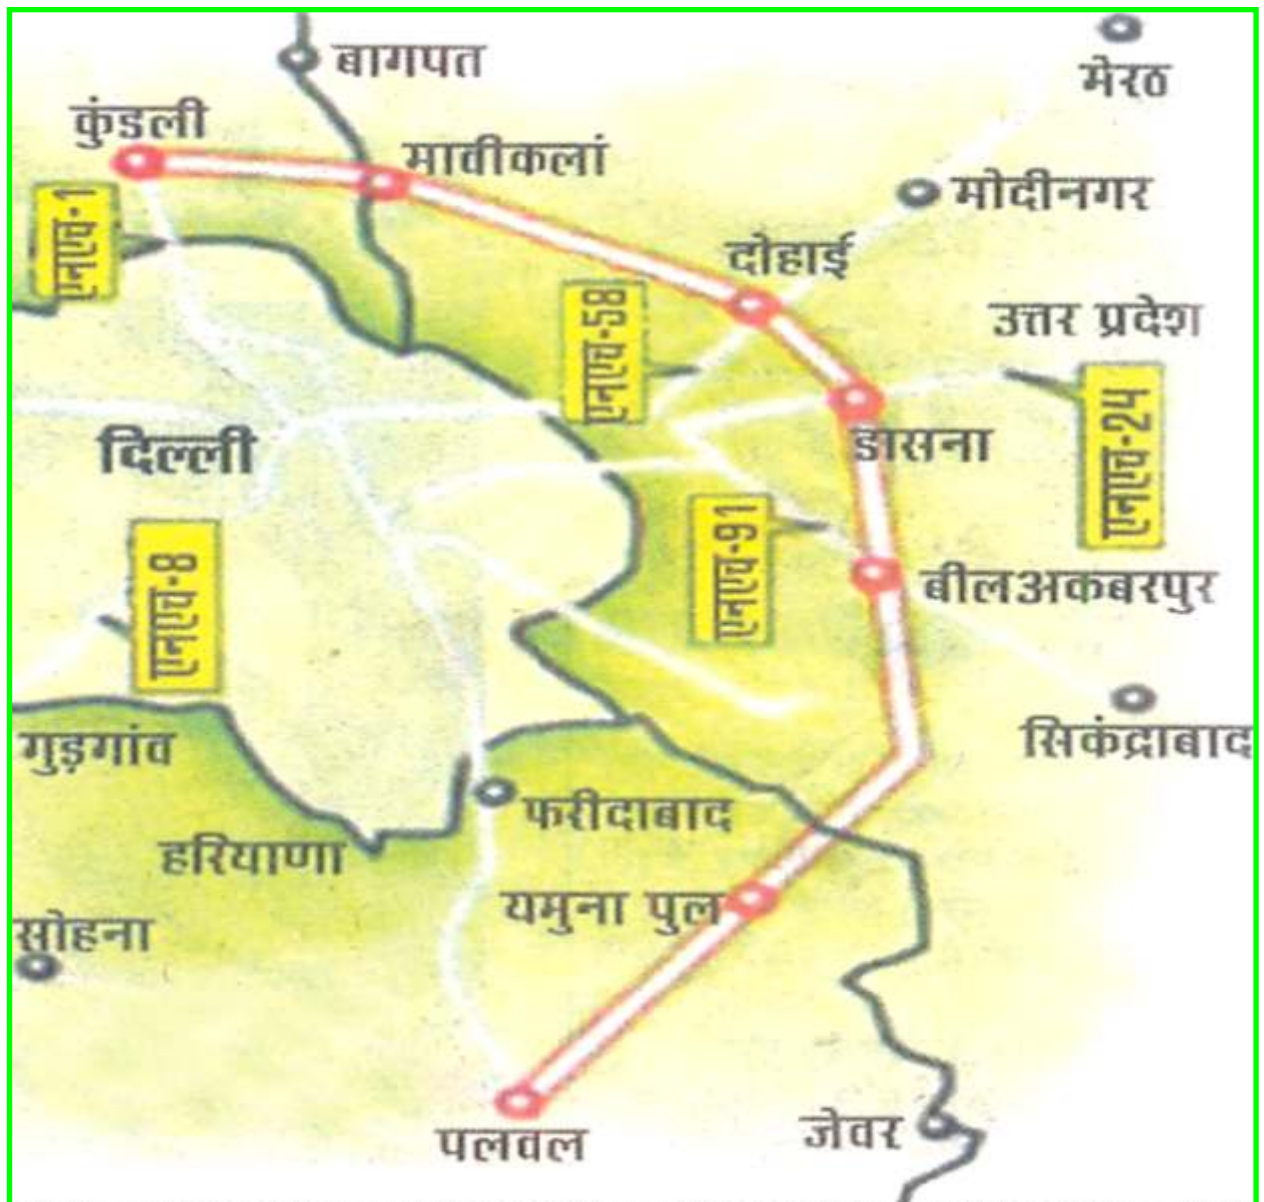 बागपत
मेरठ
कुंडली
मावीकलां
मोदीनगर
एनएच-1
दोहाई
एनएच-58
उत्तर प्रदेश
एनएच-24
दिल्ली
डासना
एनएच-91
एनएच-8
बीलअकबरपुर
गुड़गांव
सिकंद्राबाद
फरीदाबाद
हरियाणा
यमुना पुल
सोहना
पलवल
जेवर